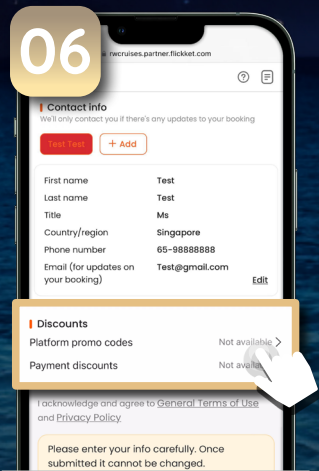 06
rwcruises.partner.flickket.com
Contact info
We'll only contact you if there's any updates to your booking
Test Test
+ Add
First name Test
Last name Test
Title Ms
Country/region Singapore
Phone number 65-98888888
Email (for updates on Test@gmail.com
your booking) Edit
Discounts
Platform promo codes Not available
Payment discounts Not available
I acknowledge and agree to General Terms of Use
and Privacy Policy
Please enter your info carefully. Once
submitted it cannot be changed.